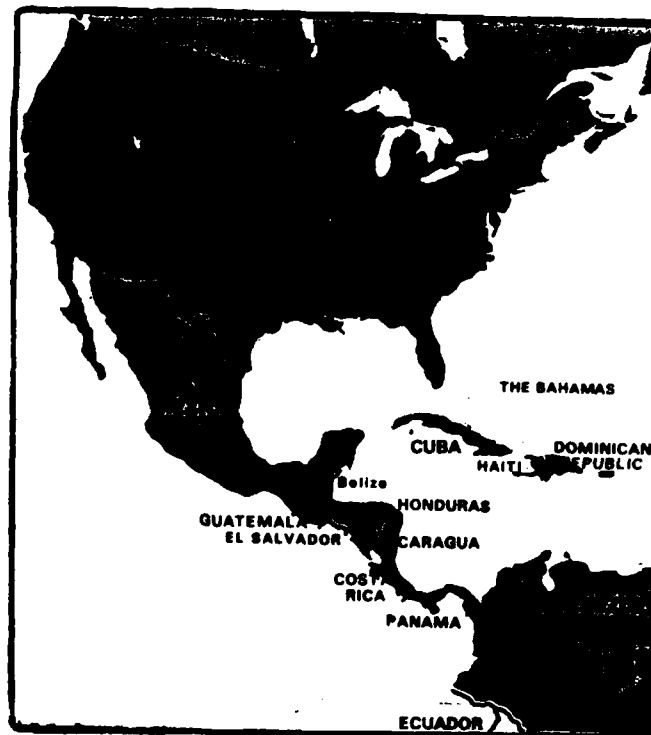 THE BAHAMAS
CUBA
DOMINICAN
HAITI
EPUBLIC
Belize
HONDURAS
GUATEMALA
EL SALVADOR
CARAGUA
COSTA
RICA
PANAMA
ECUADOR